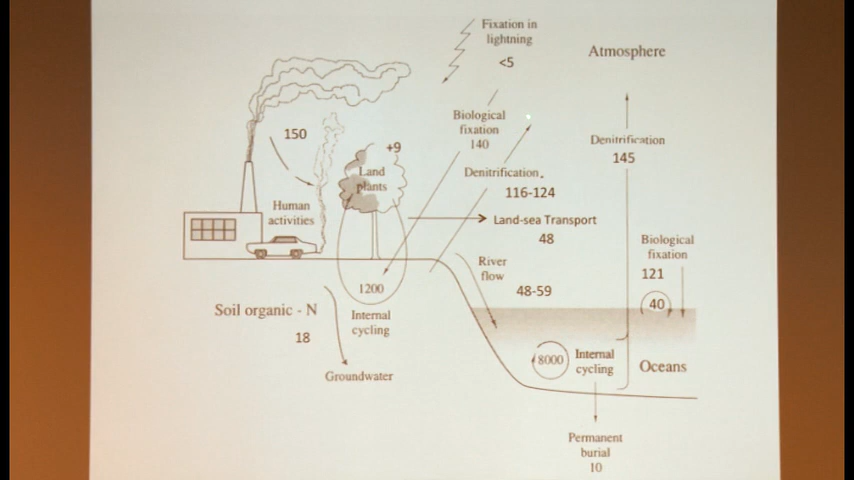 Fixation in
lightning
<5
Atmosphere
150
+9
Land
plants
Biological
fixation
140
Denitrification
145
Denitrification
116-124
Human
activities
Land-sea Transport
48
Biological
fixation
121
40
River
flow
48-59
1200
Internal
cycling
Soil organic - N
18
Groundwater
8000
Internal
cycling
Oceans
Permanent
burial
10